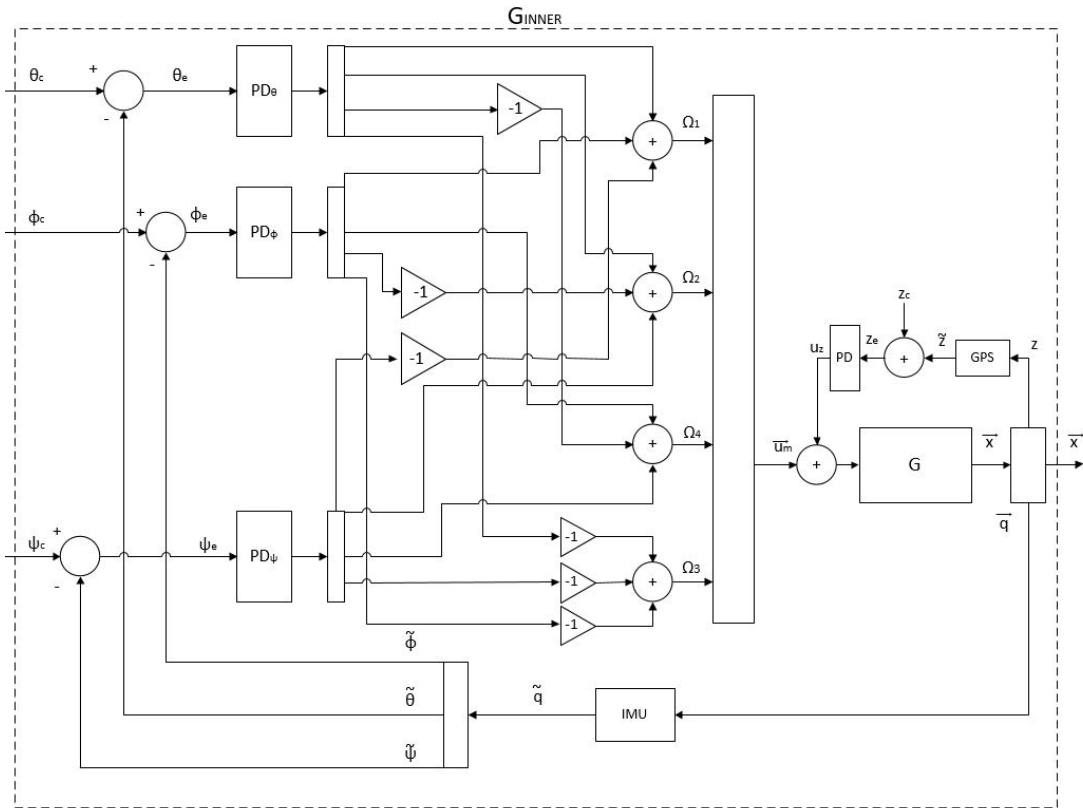 GINNER
θc
+
-
θe
PDθ
-1
+
Ω1
ϕc
+
-
ϕe
PDϕ
-1
+
Ω2
-1
zc
uz
PD
ze
+
z̃
GPS
z
+
Ω4
u⃗m
+
G
x⃗
x⃗
q⃗
ψc
+
-
ψe
PDψ
-1
-1
-1
+
Ω3
ϕ̃
θ̃
q̃
IMU
ψ̃